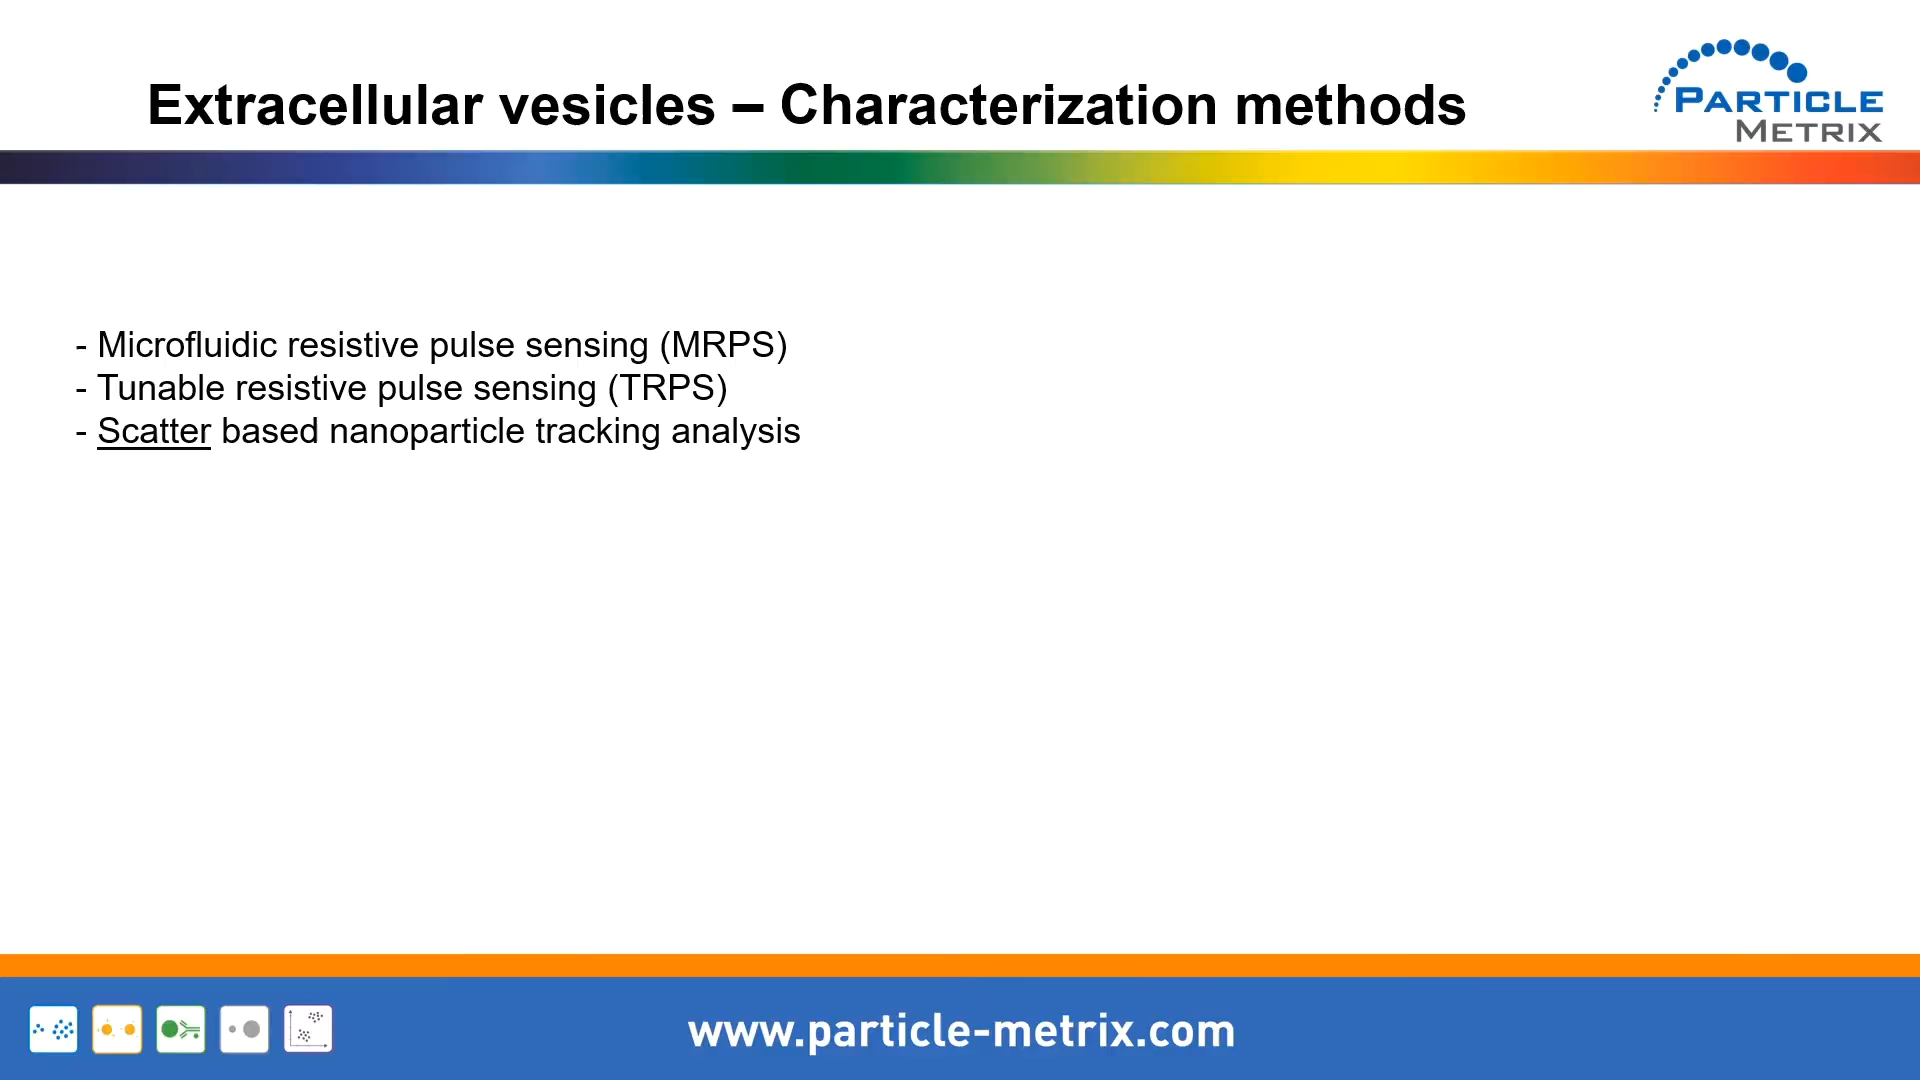 Extracellular vesicles – Characterization methods
PARTICLE
METRIX
- Microfluidic resistive pulse sensing (MRPS)
- Tunable resistive pulse sensing (TRPS)
- Scatter based nanoparticle tracking analysis
www.particle-metrix.com